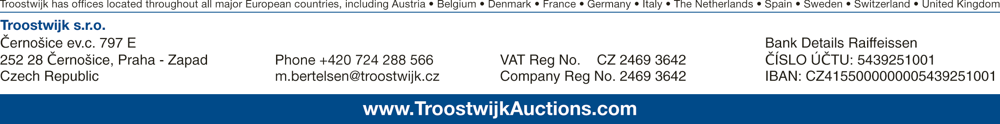 Troostwijk has offices located throughout all major European countries, including Austria • Belgium • Denmark • France • Germany • Italy • The Netherlands • Spain • Sweden • Switzerland • United Kingdom
Troostwijk s.r.o.
Černošice ev.c. 797 E
252 28 Černošice, Praha - Zapad
Czech Republic
Phone +420 724 288 566
m.bertelsen@troostwijk.cz
VAT Reg No. CZ 2469 3642
Company Reg No. 2469 3642
Bank Details Raiffeissen
ČÍSLO ÚČTU: 5439251001
IBAN: CZ4155000000005439251001
www.TroostwijkAuctions.com